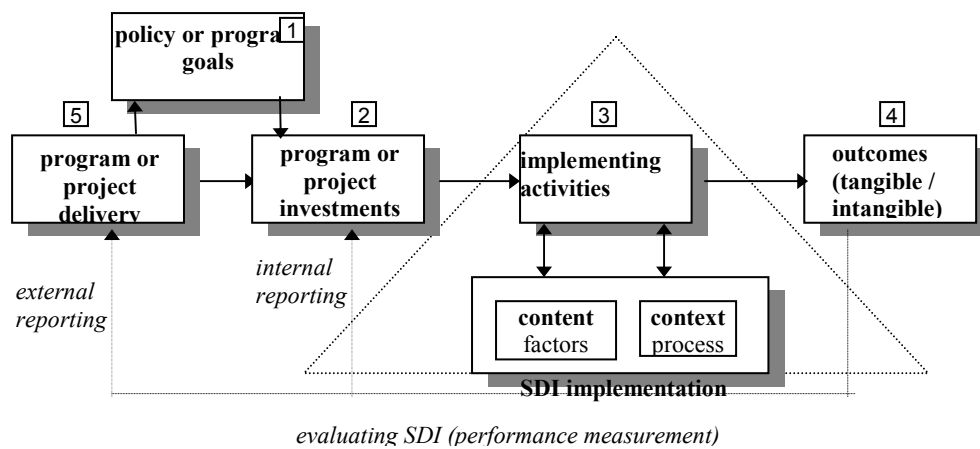 1
policy or progra
goals
5
program or
project
delivery
2
program or
project
investments
3
implementing
activities
4
outcomes
(tangible /
intangible)
external
reporting
internal
reporting
content
factors
context
process
SDI implementation
evaluating SDI (performance measurement)